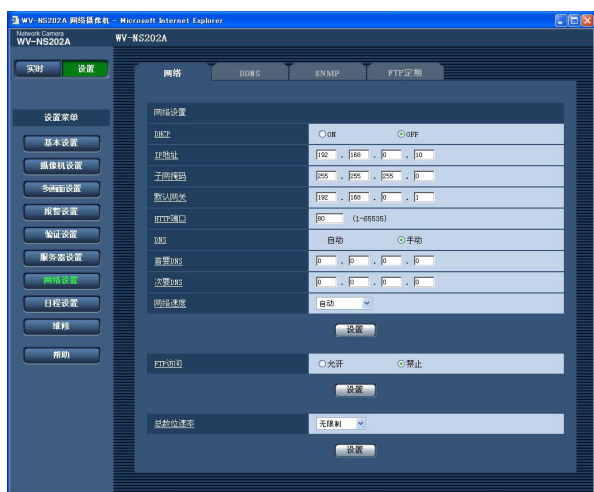 WV-NS202A 网络摄像机 - Microsoft Internet Explorer
Network Camera
WV-NS202A
WV-NS202A
实时 设置
网络 DDNS SNMP FTP定期
设置菜单
基本设置
摄像机设置
多画面设置
报警设置
验证设置
服务器设置
网络设置
日程设置
维修
帮助
网络设置
DHCP ON OFF
IP地址 192 . 168 . 0 . 10
子网掩码 255 . 255 . 255 . 0
默认网关 192 . 168 . 0 . 1
HTTP端口 80 (1-65535)
DNS 自动 手动
首要DNS 0 . 0 . 0 . 0
次要DNS 0 . 0 . 0 . 0
网络速度 自动
设置
FTP访问 允许 禁止
设置
总数位速率 无限制
设置